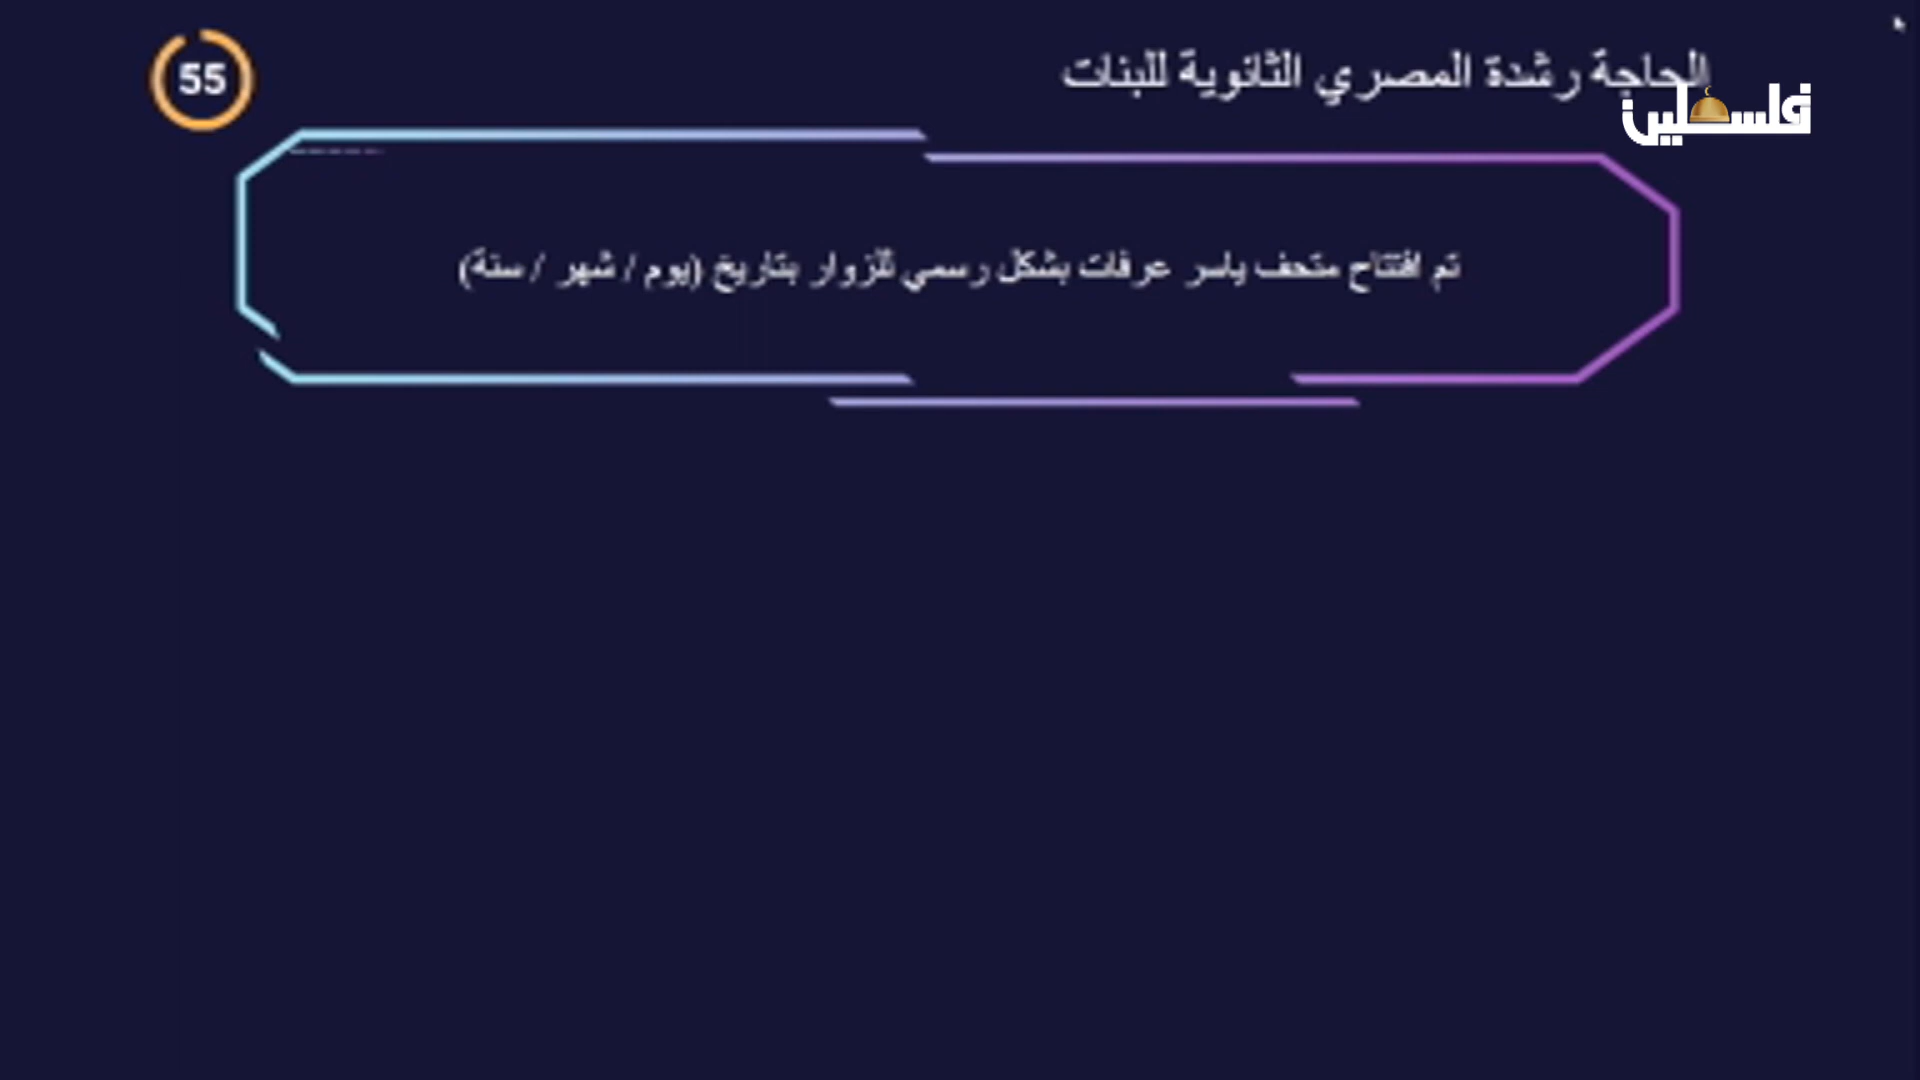 الحاجة رشدة المصري الثانوية للبنات
55
فلسطين
تم افتتاح متحف ياسر عرفات بشكل رسمي للزوار بتاريخ (يوم / شهر / سنة)